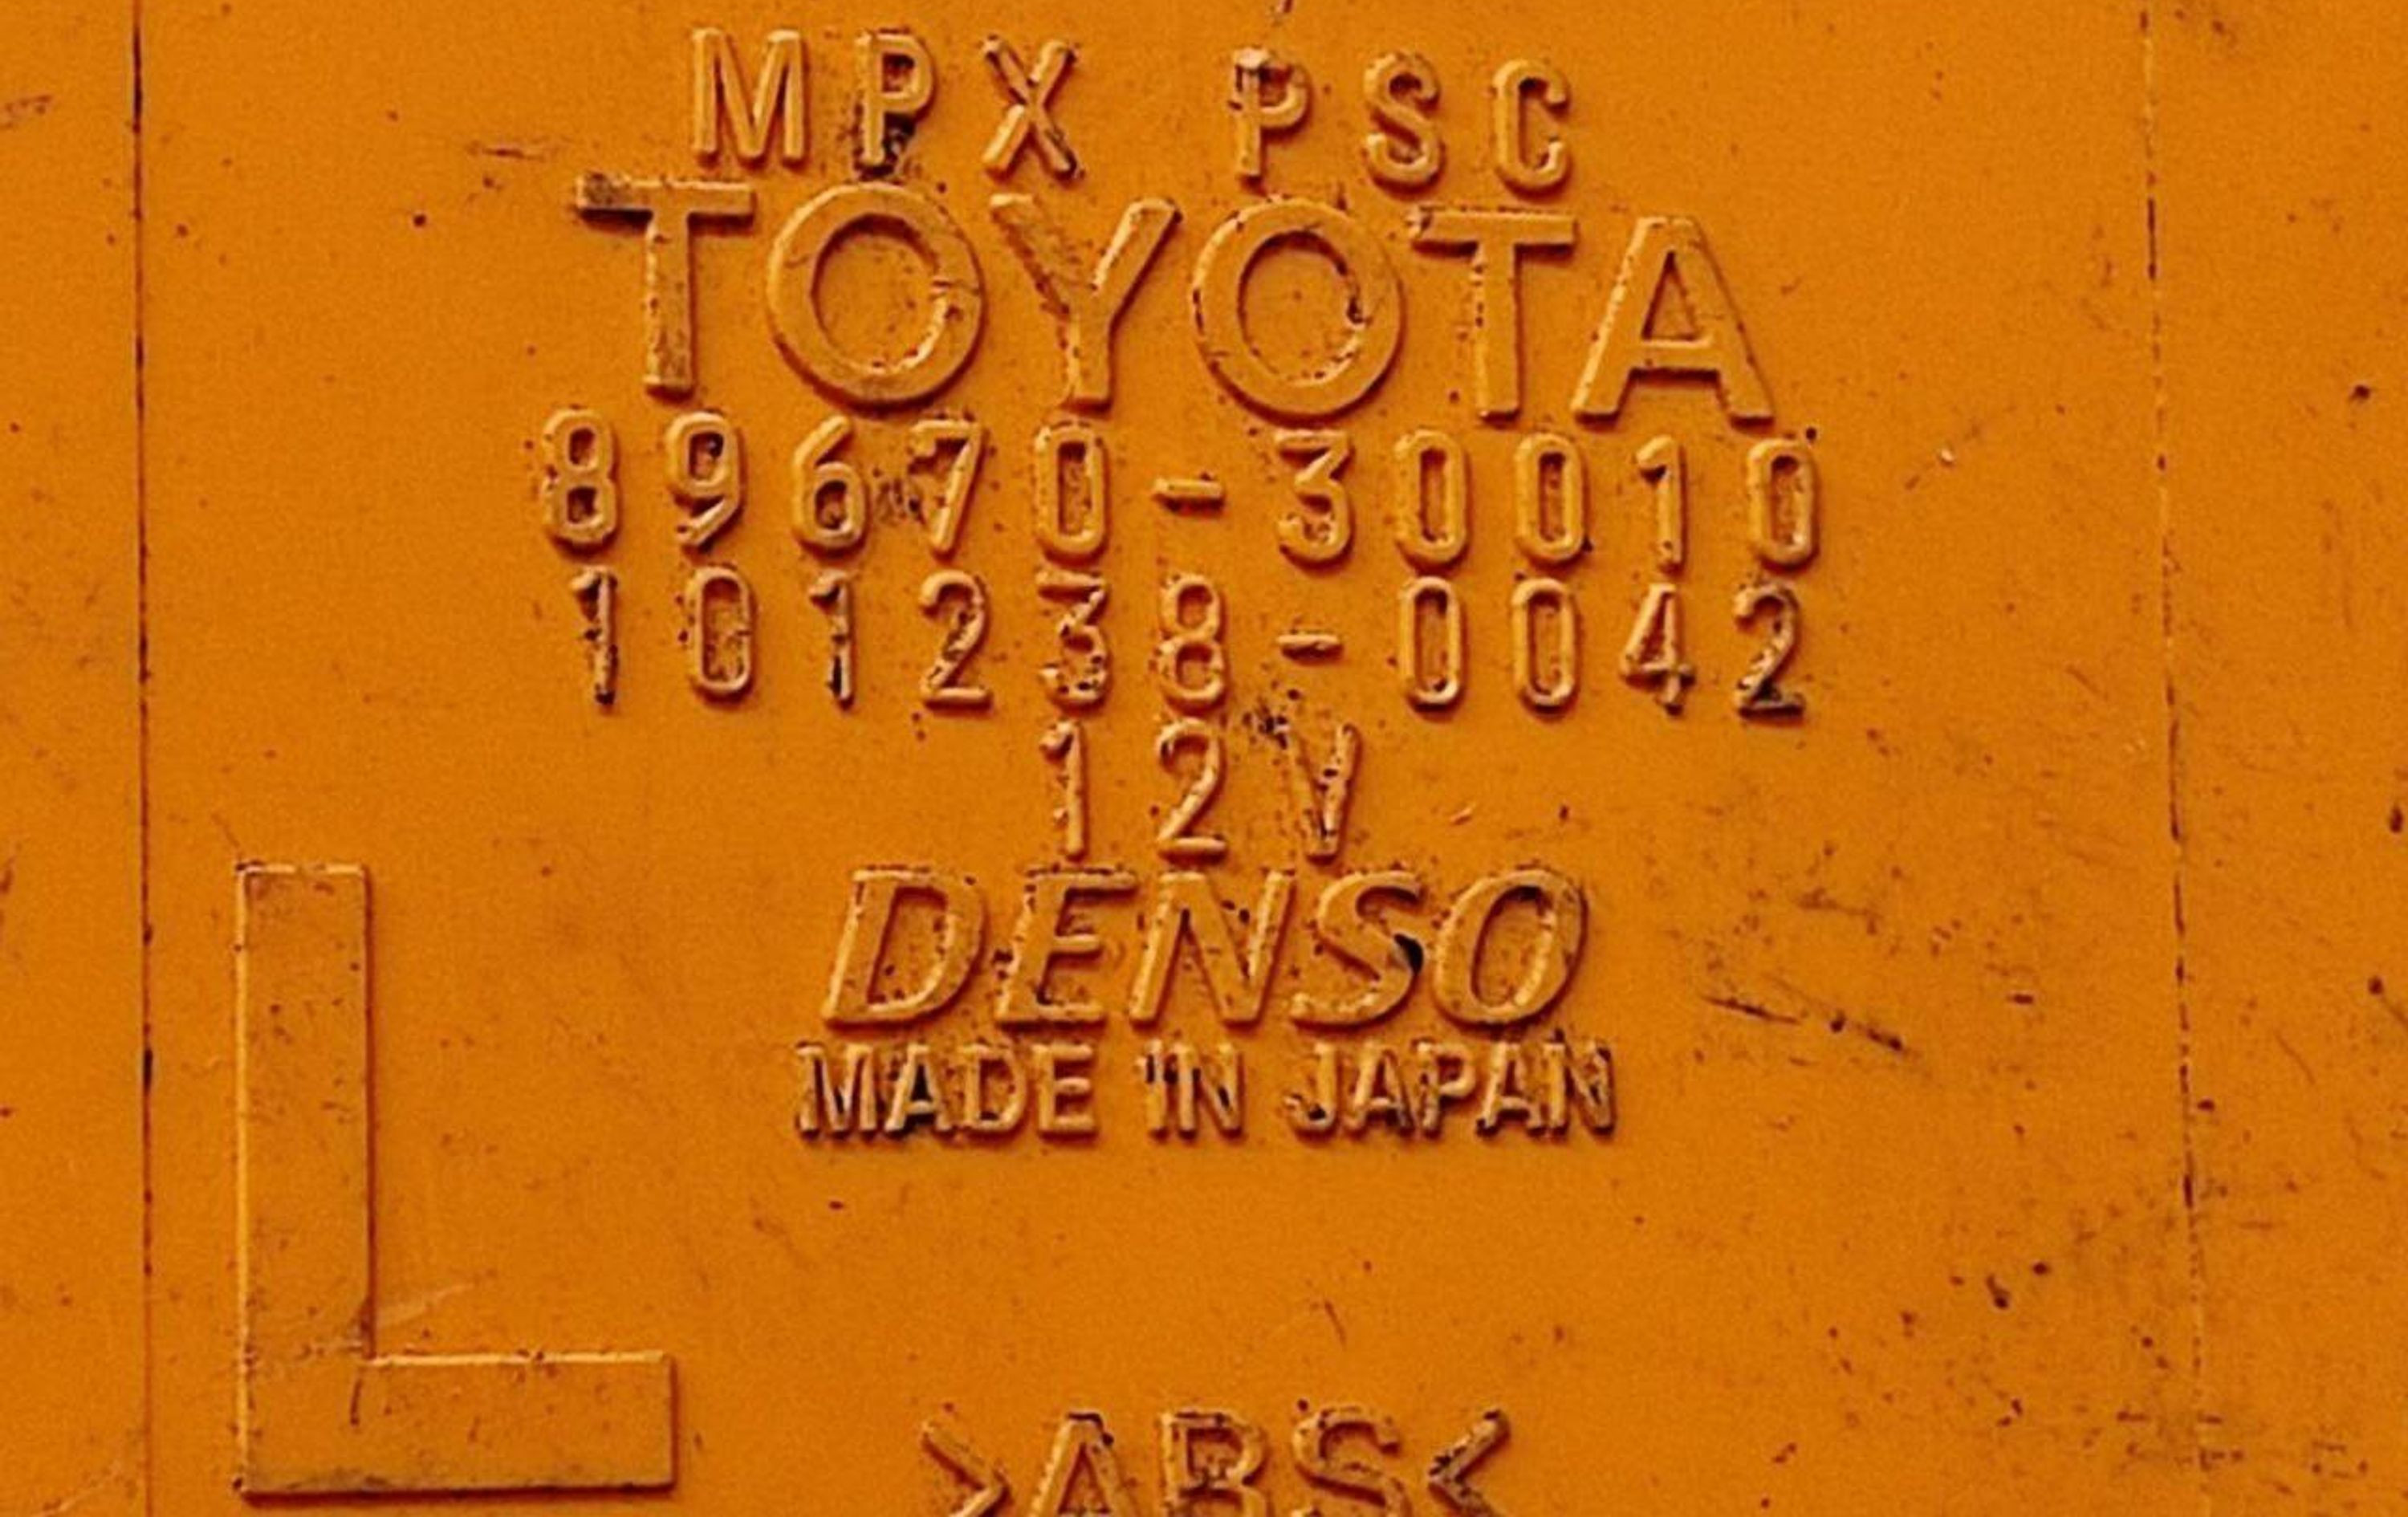 MPX PSC
TOYOTA
89670-30010
101238-0042
12V
DENSO
MADE IN JAPAN
L
>ABS<